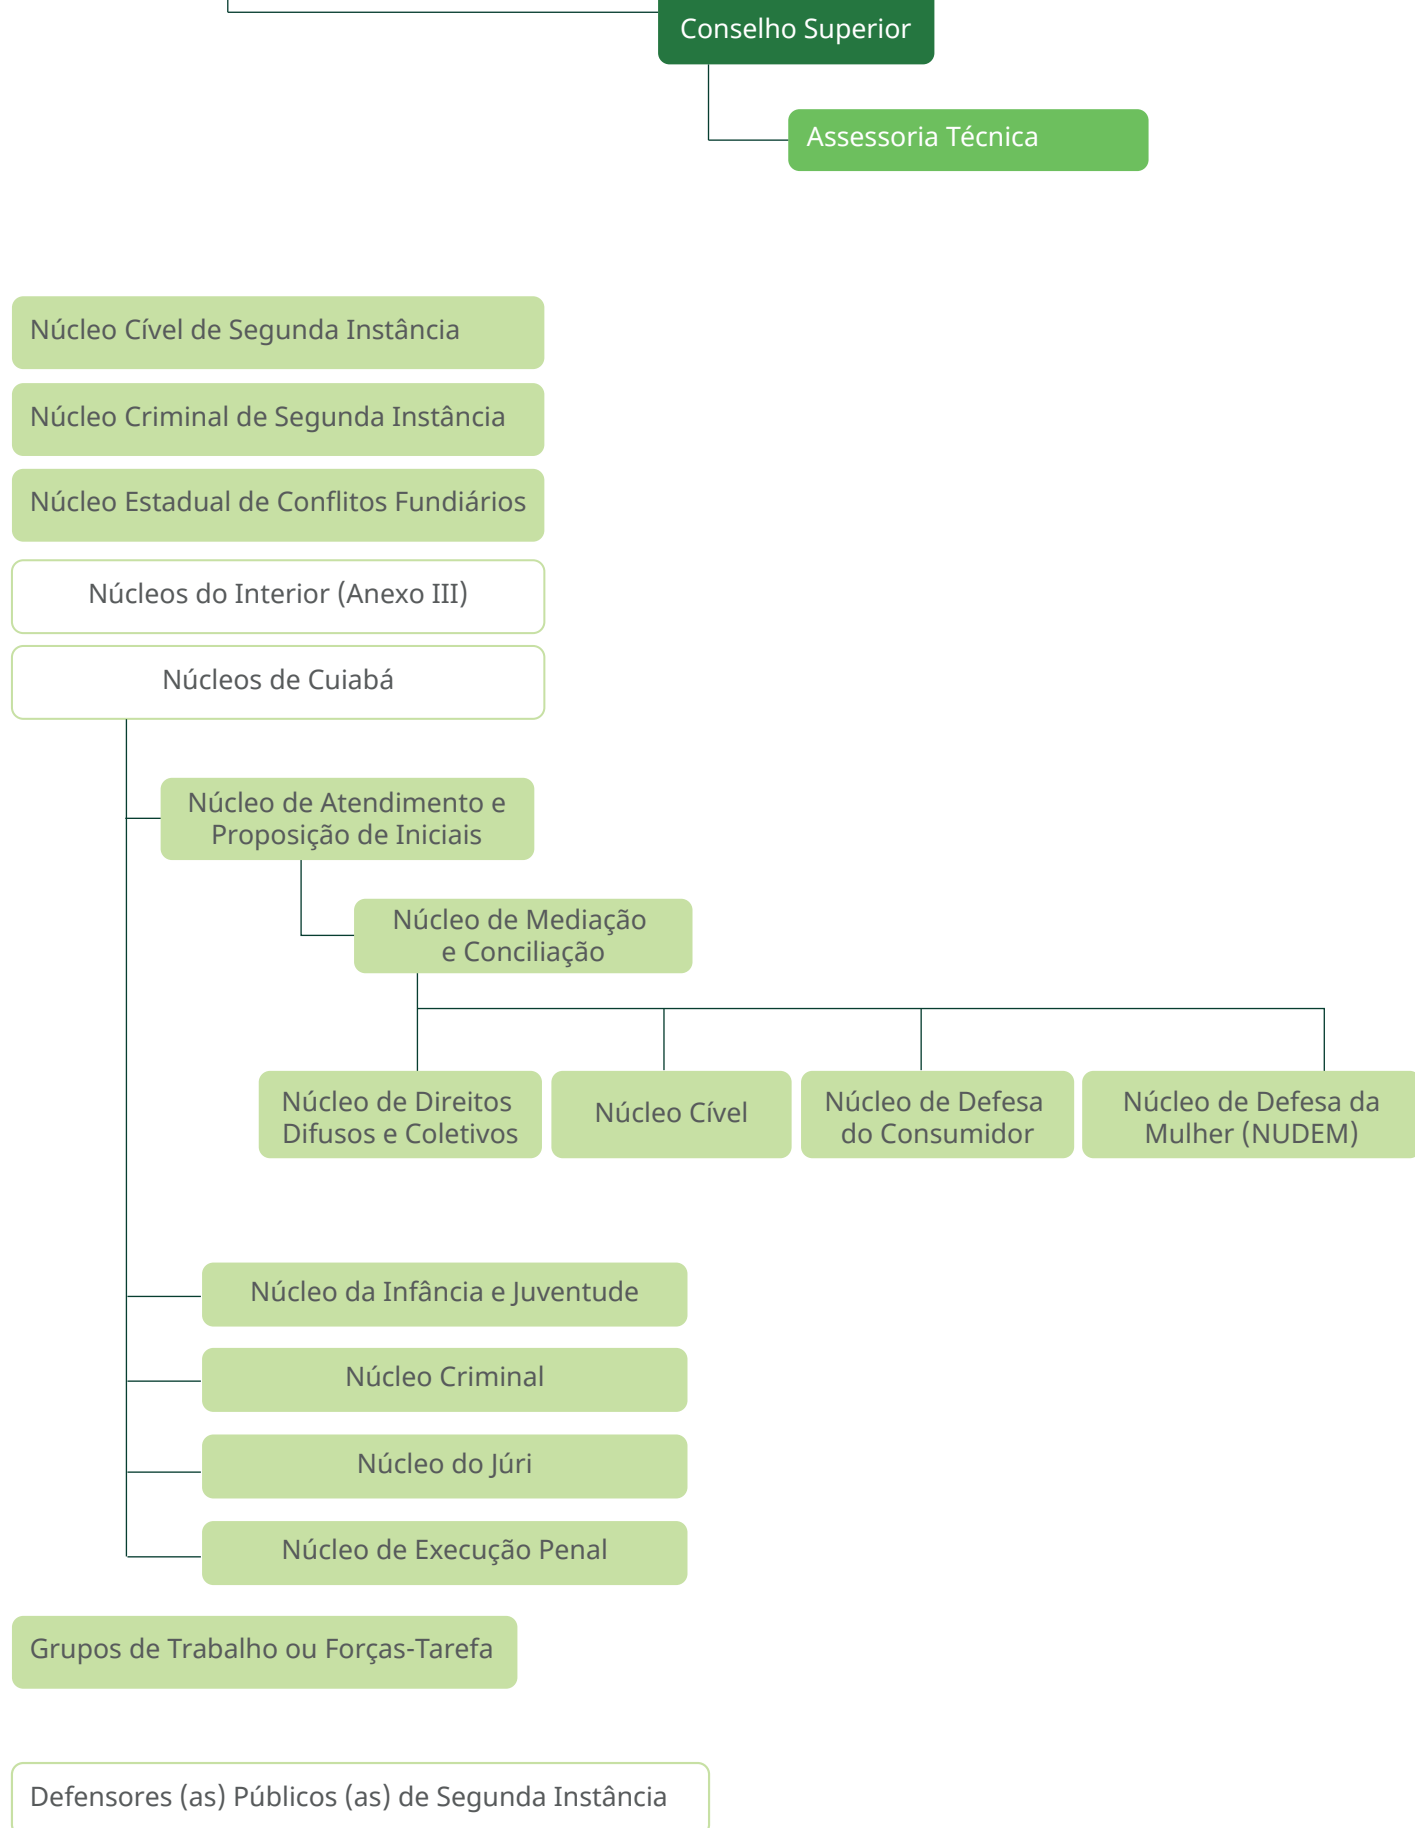 Conselho Superior
Assessoria Técnica
Núcleo Cível de Segunda Instância
Núcleo Criminal de Segunda Instância
Núcleo Estadual de Conflitos Fundiários
Núcleos do Interior (Anexo III)
Núcleos de Cuiabá
Núcleo de Atendimento e
Proposição de Iniciais
Núcleo de Mediação
e Conciliação
Núcleo de Direitos
Difusos e Coletivos
Núcleo Cível
Núcleo de Defesa
do Consumidor
Núcleo de Defesa da
Mulher (NUDEM)
Núcleo da Infância e Juventude
Núcleo Criminal
Núcleo do Júri
Núcleo de Execução Penal
Grupos de Trabalho ou Forças-Tarefa
Defensores (as) Públicos (as) de Segunda Instância